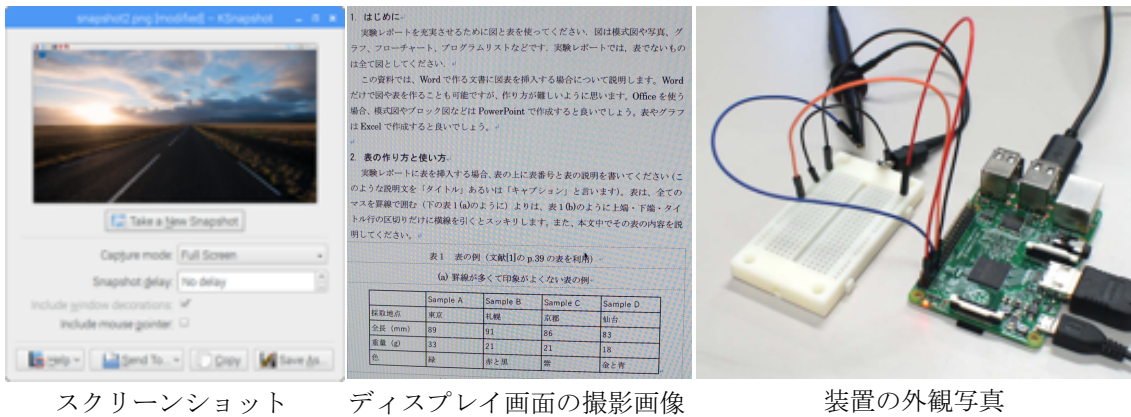 snapshot2.png [modified] – KSnapshot
Take a New Snapshot
Capture mode: Full Screen
Snapshot delay: No delay
Include window decorations:
Include mouse pointer:
Help
Send To...
Copy
Save As...
1. はじめに
実験レポートを充実させるために図と表を使ってください．図は模式図や写真、グ
ラフ、フローチャート、プログラムリストなどです．実験レポートでは、表でないもの
は全て図としてください．
この資料では、Word で作る文書に図表を挿入する場合について説明します。Word
だけで図や表を作ることも可能ですが、作り方が難しいように思います。Office を使う
場合、模式図やブロック図などは PowerPoint で作成すると良いでしょう。表やグラフ
は Excel で作成すると良いでしょう。
2. 表の作り方と使い方
実験レポートに表を挿入する場合、表の上に表番号と表の説明を書いてください（こ
のような説明文を「タイトル」あるいは「キャプション」と言います）。表は、全ての
マスを罫線で囲む（下の表 1(a)のように）よりは、表 1(b)のように上端・下端・タイ
トル行の区切りだけに横線を引くとスッキリします。また、本文中でその表の内容を説
明してください。
表 1　表の例（文献[1]の p.39 の表を利用）
(a) 罫線が多くて印象がよくない表の例
Sample A Sample B Sample C Sample D
採取地点 東京 札幌 京都 仙台
全長 (mm) 89 91 86 83
重量 (g) 33 21 21 18
色 緑 赤と黒 紫 金と青
スクリーンショット
ディスプレイ画面の撮影画像
装置の外観写真